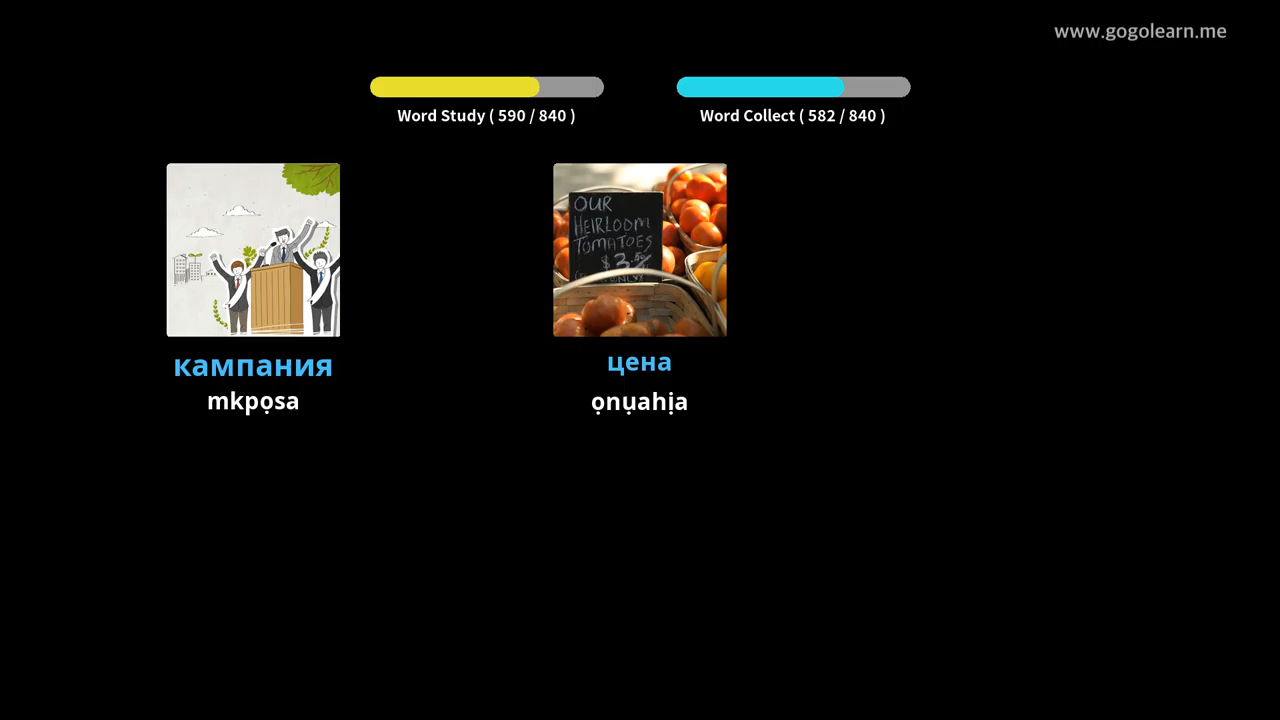 www.gogolearn.me
Word Study ( 590 / 840 )
Word Collect ( 582 / 840 )
OUR
HEIRLOOM
TOMATOES
кампания
mkpọsa
цена
ọnụahịa